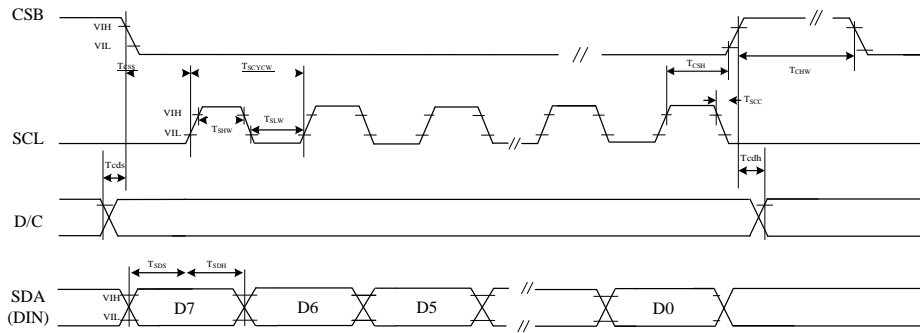 CSB
VIH
VIL
Tcss
TSCYCW
TCSH
TCHW
TSCC
SCL
VIH
VIL
TSHW
TSLW
Tcds
Tcdh
D/C
TSDS
TSDH
SDA
(DIN)
VIH
VIL
D7
D6
D5
D0